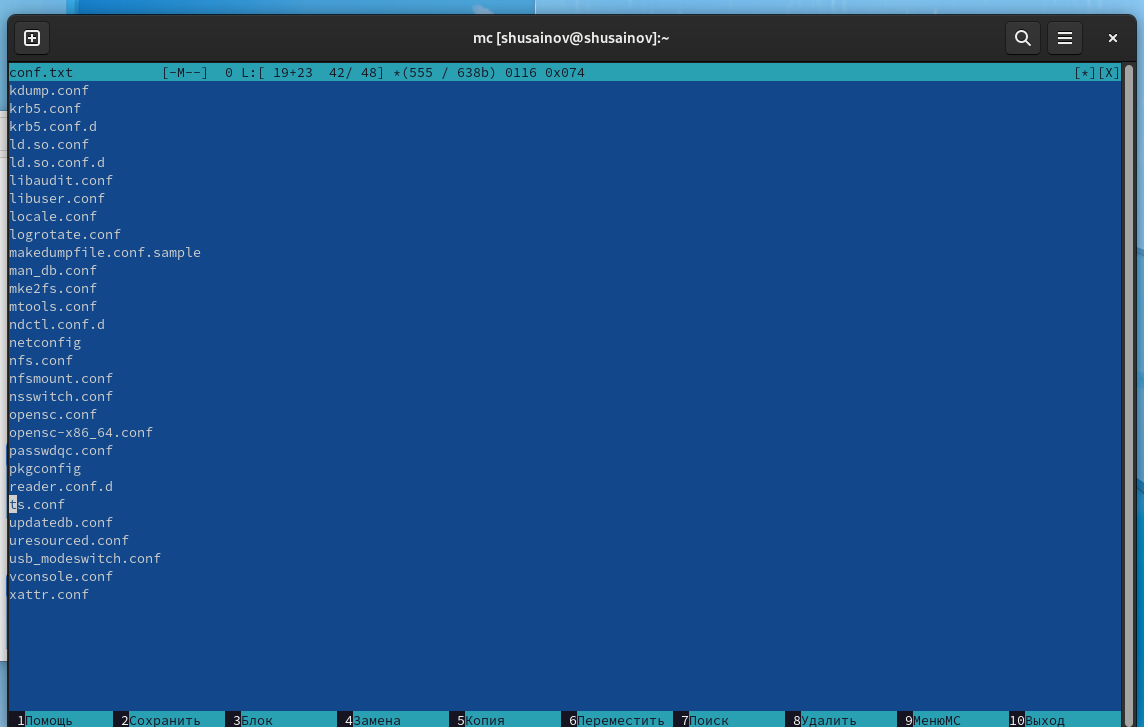 mc [shusainov@shusainov]:~
conf.txt [-M--] 0 L:[ 19+23 42/ 48] *(555 / 638b) 0116 0x074 [*][X]
kdump.conf
krb5.conf
krb5.conf.d
ld.so.conf
ld.so.conf.d
libaudit.conf
libuser.conf
locale.conf
logrotate.conf
makedumpfile.conf.sample
man_db.conf
mke2fs.conf
mtools.conf
ndctl.conf.d
netconfig
nfs.conf
nfsmount.conf
nsswitch.conf
opensc.conf
opensc-x86_64.conf
passwdqc.conf
pkgconfig
reader.conf.d
ts.conf
updatedb.conf
uresourced.conf
usb_modeswitch.conf
vconsole.conf
xattr.conf
1Помощь 2Сохранить 3Блок 4Замена 5Копия 6Переместить 7Поиск 8Удалить 9МенюMC 10Выход